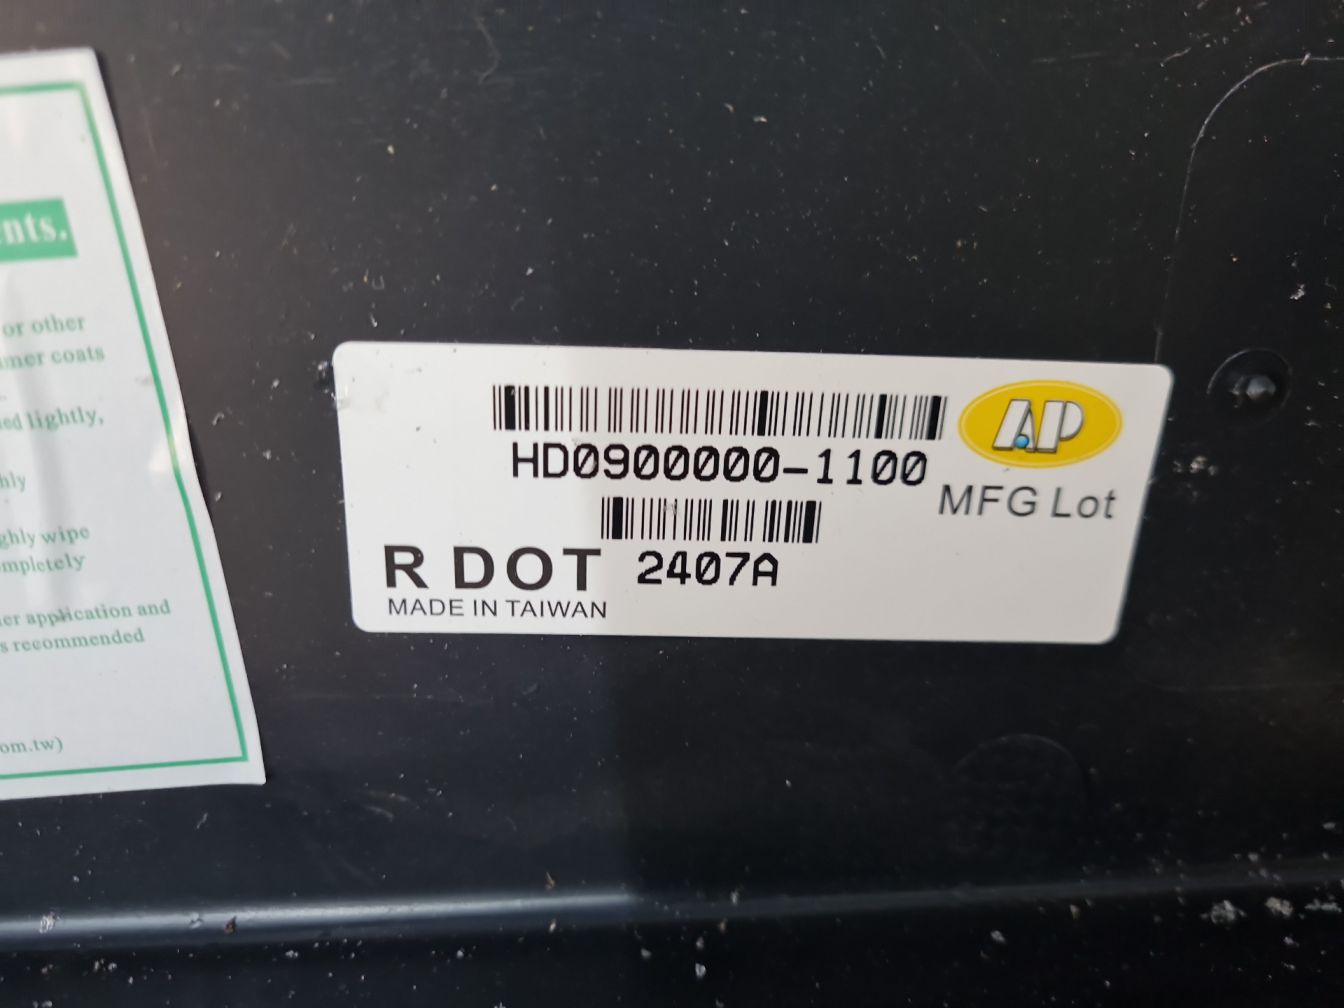 nts.
or other
mer coats
ed lightly,
hly
ghly wipe
mpletely
er application and
s recommended
om.tw)
HD0900000-1100
AP
MFG Lot
R DOT 2407A
MADE IN TAIWAN